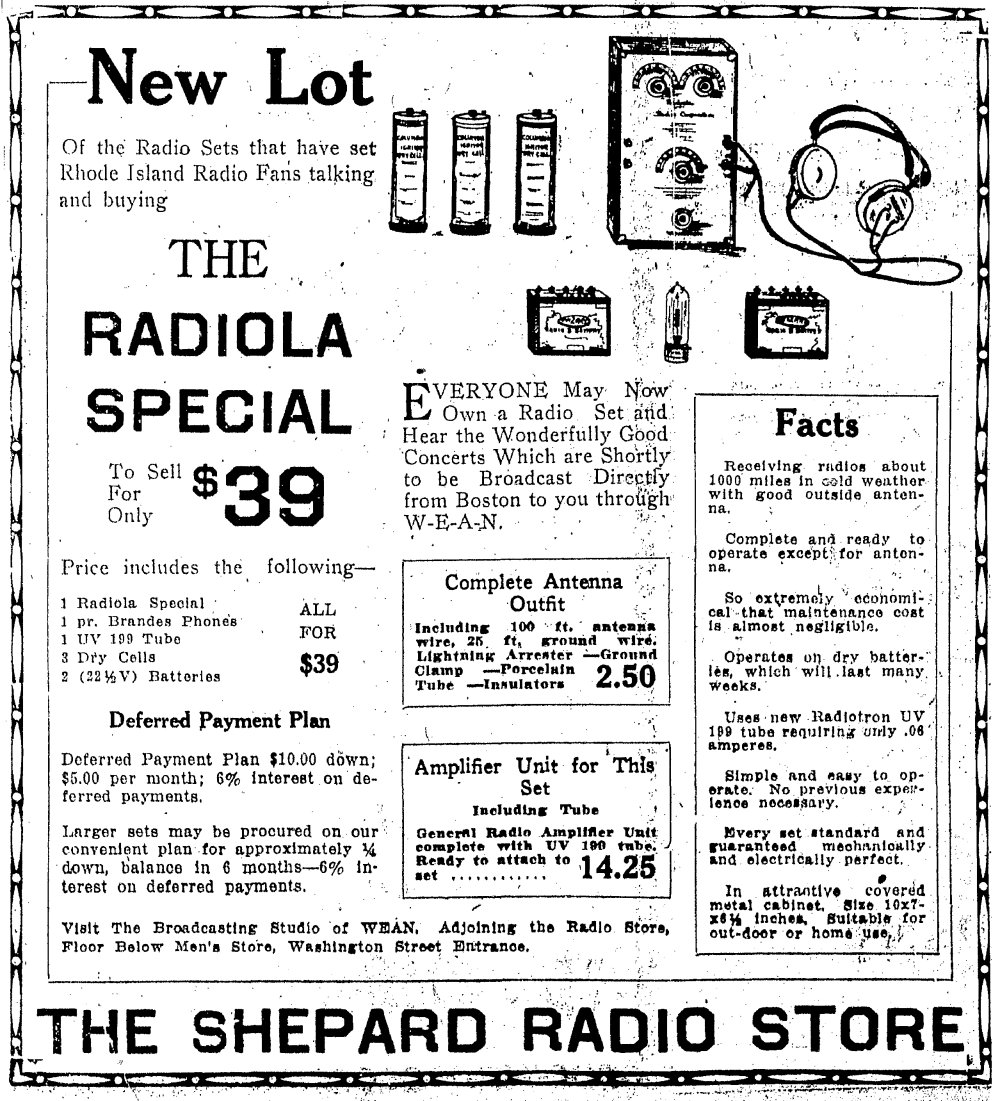 New Lot
Of the Radio Sets that have set
Rhode Island Radio Fans talking
and buying
THE
RADIOLA
SPECIAL
To Sell
For
Only
$39
Price includes the following—
1 Radiola Special
1 pr. Brandes Phones
1 UV 199 Tube
3 Dry Cells
2 (22½V) Batteries
ALL
FOR
$39
Deferred Payment Plan
Deferred Payment Plan $10.00 down;
$5.00 per month; 6% interest on de-
ferred payments.
Larger sets may be procured on our
convenient plan for approximately ¼
down, balance in 6 months—6% in-
terest on deferred payments.
COLUMBIA
IGNITOR
DRY CELL
COLUMBIA
IGNITOR
DRY CELL
COLUMBIA
IGNITOR
DRY CELL
EVERYONE May Now
Own a Radio Set and
Hear the Wonderfully Good
Concerts Which are Shortly
to be Broadcast Directly
from Boston to you through
W-E-A-N.
Complete Antenna
Outfit
Including 100 ft. antenna
wire, 25 ft, ground wire.
Lightning Arrester —Ground
Clamp —Porcelain
Tube —Insulators 2.50
Amplifier Unit for This
Set
Including Tube
General Radio Amplifier Unit
complete with UV 199 tube.
Ready to attach to
set ............ 14.25
Facts
Receiving radios about
1000 miles in cold weather
with good outside anten-
na.
Complete and ready to
operate except for anten-
na.
So extremely economi-
cal that maintenance cost
is almost negligible.
Operates on dry batter-
ies, which will last many
weeks.
Uses new Radiotron UV
199 tube requiring only .06
amperes.
Simple and easy to op-
erate. No previous exper-
ience necessary.
Every set standard and
guaranteed mechanically
and electrically perfect.
In attractive covered
metal cabinet. Size 10x7-
x6½ inches. Suitable for
out-door or home use.
Visit The Broadcasting Studio of WEAN. Adjoining the Radio Store,
Floor Below Men's Store, Washington Street Entrance.
THE SHEPARD RADIO STORE